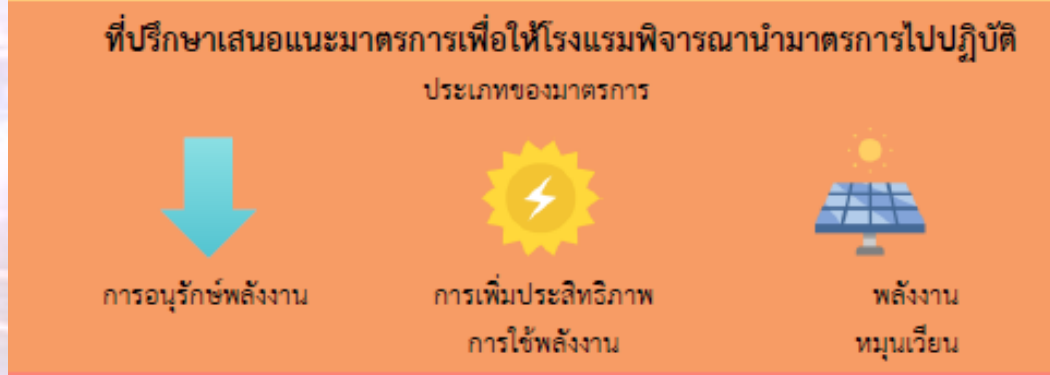 ที่ปรึกษาเสนอแนะมาตรการเพื่อให้โรงแรมพิจารณานำมาตรการไปปฏิบัติ
ประเภทของมาตรการ
การอนุรักษ์พลังงาน
การเพิ่มประสิทธิภาพ
การใช้พลังงาน
พลังงาน
หมุนเวียน